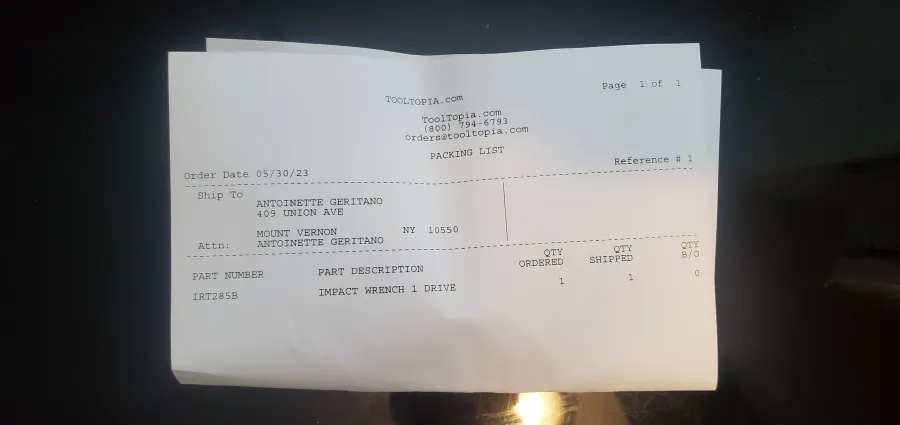 TOOLTOPIA.com
Page 1 of 1
ToolTopia.com
(800) 794-6793
orders@tooltopia.com
PACKING LIST
Order Date 05/30/23
Reference # 1
Ship To
ANTOINETTE GERITANO
409 UNION AVE
MOUNT VERNON NY 10550
Attn: ANTOINETTE GERITANO
QTY QTY QTY
PART NUMBER PART DESCRIPTION ORDERED SHIPPED B/O
IRT285B IMPACT WRENCH 1 DRIVE 1 1 0